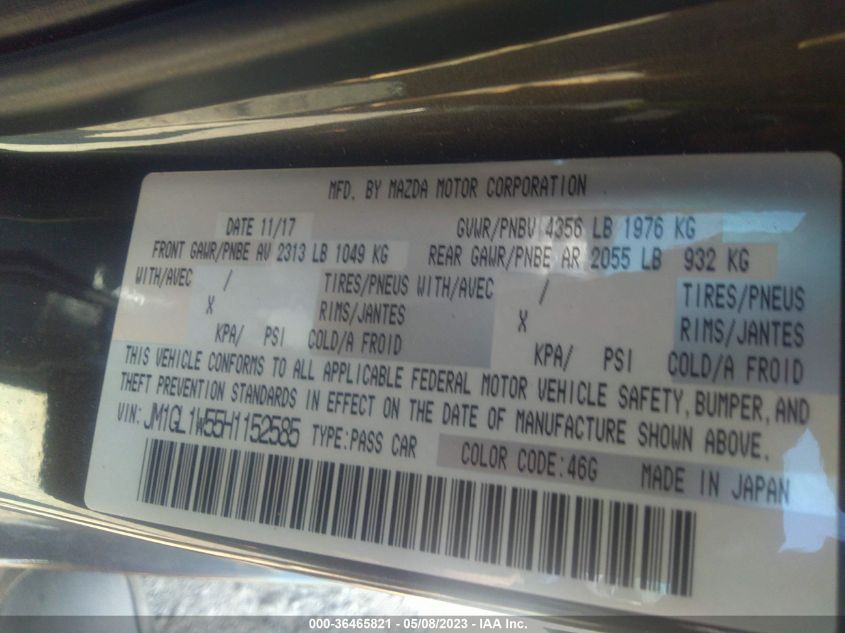 MFD. BY MAZDA MOTOR CORPORATION
DATE 11/17 GVWR/PNBV 4356 LB 1976 KG
FRONT GAWR/PNBE AV 2313 LB 1049 KG REAR GAWR/PNBE AR 2055 LB 932 KG
WITH/AVEC / TIRES/PNEUS WITH/AVEC / TIRES/PNEUS
X RIMS/JANTES X RIMS/JANTES
KPA/ PSI COLD/A FROID KPA/ PSI COLD/A FROID
THIS VEHICLE CONFORMS TO ALL APPLICABLE FEDERAL MOTOR VEHICLE SAFETY, BUMPER, AND
THEFT PREVENTION STANDARDS IN EFFECT ON THE DATE OF MANUFACTURE SHOWN ABOVE.
VIN: JM1GL1W55H1152585 TYPE:PASS CAR COLOR CODE:46G MADE IN JAPAN
000-36465821 - 05/08/2023 - IAA Inc.